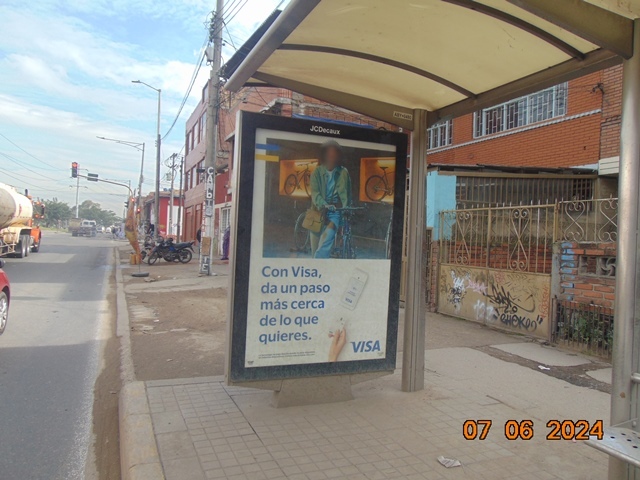 JCDecaux
Con Visa,
da un paso
más cerca
de lo que
quieres.
VISA
07 06 2024